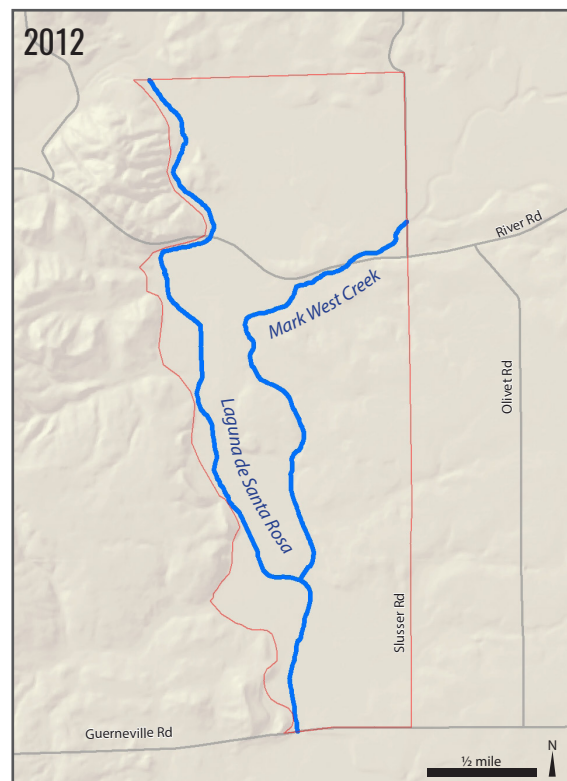 2012
River Rd
Mark West Creek
Olivet Rd
Laguna de Santa Rosa
Slusser Rd
Guerneville Rd
½ mile
N